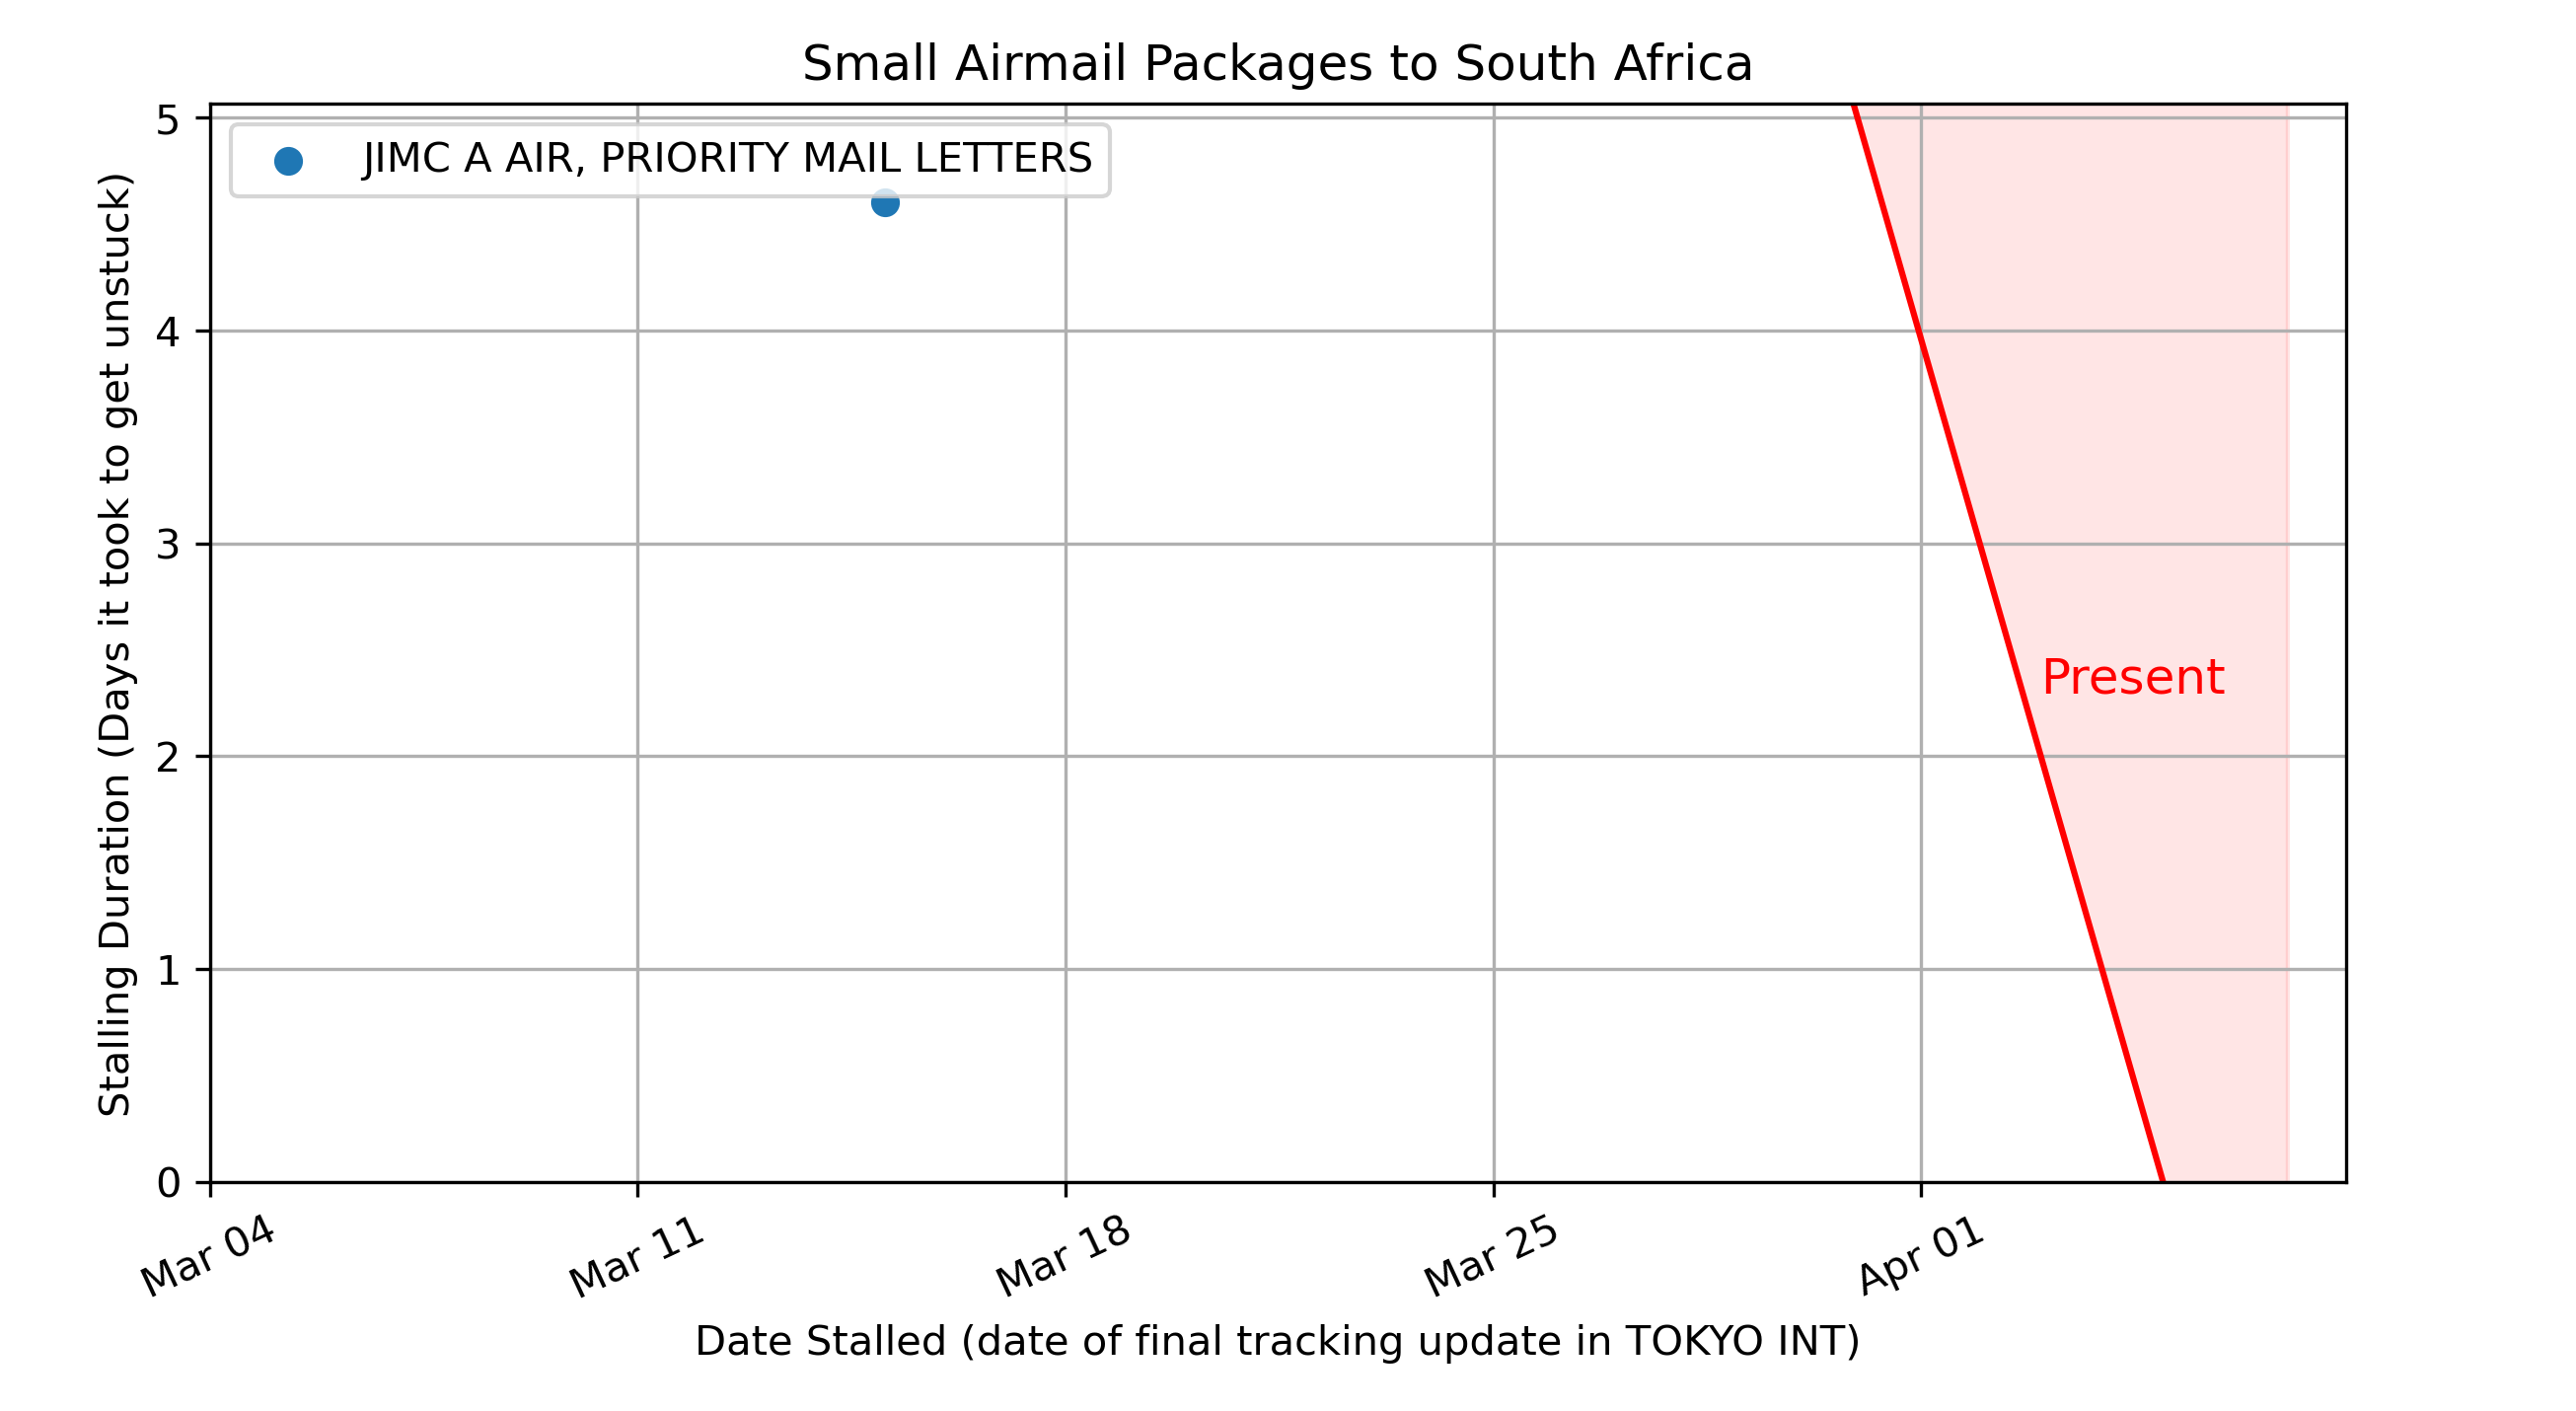 Small Airmail Packages to South Africa
JIMC A AIR, PRIORITY MAIL LETTERS
Stalling Duration (Days it took to get unstuck)
5
4
3
2
1
0
Present
Mar 04
Mar 11
Mar 18
Mar 25
Apr 01
Date Stalled (date of final tracking update in TOKYO INT)